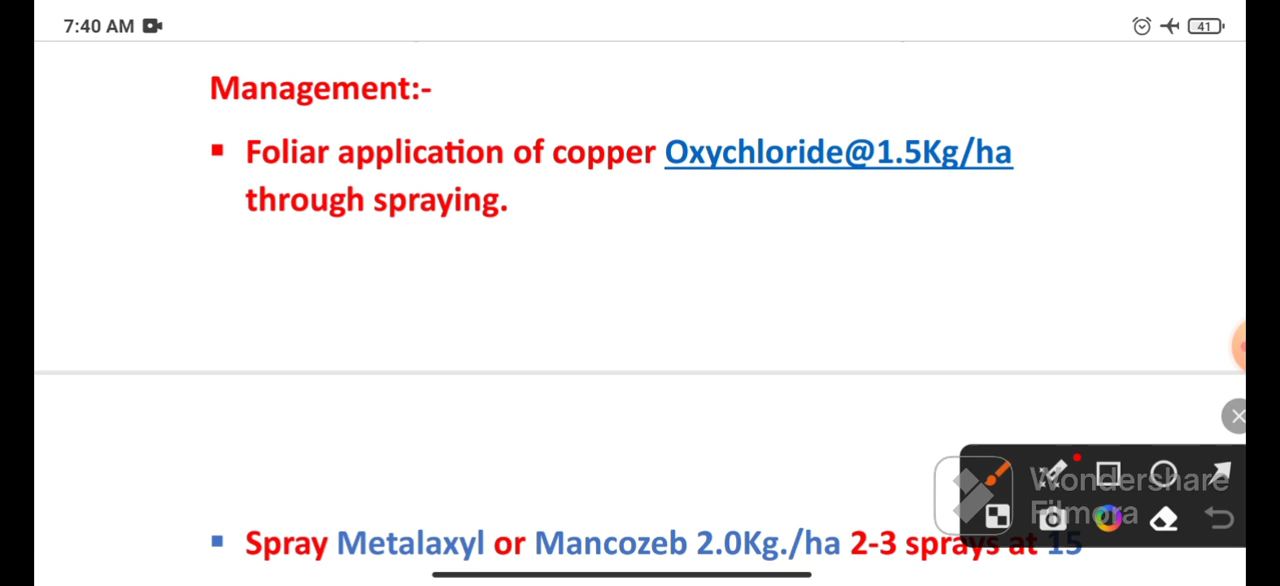 7:40 AM
41
Management:-
▪ Foliar application of copper Oxychloride@1.5Kg/ha
through spraying.
Wondershare
Filmora
▪ Spray Metalaxyl or Mancozeb 2.0Kg./ha 2-3 sprays at 15